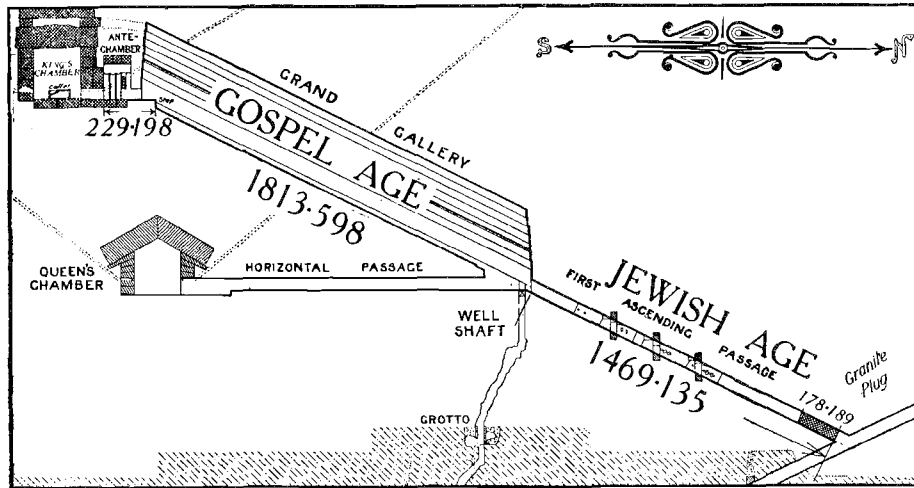 ANTE-
CHAMBER
KING'S
CHAMBER
Coffer
STEP
229·198
S
N
GRAND
GALLERY
GOSPEL AGE
1813·598
QUEEN'S
CHAMBER
HORIZONTAL PASSAGE
WELL
SHAFT
FIRST
ASCENDING
PASSAGE
JEWISH AGE
1469·135
Granite
Plug
178·189
GROTTO